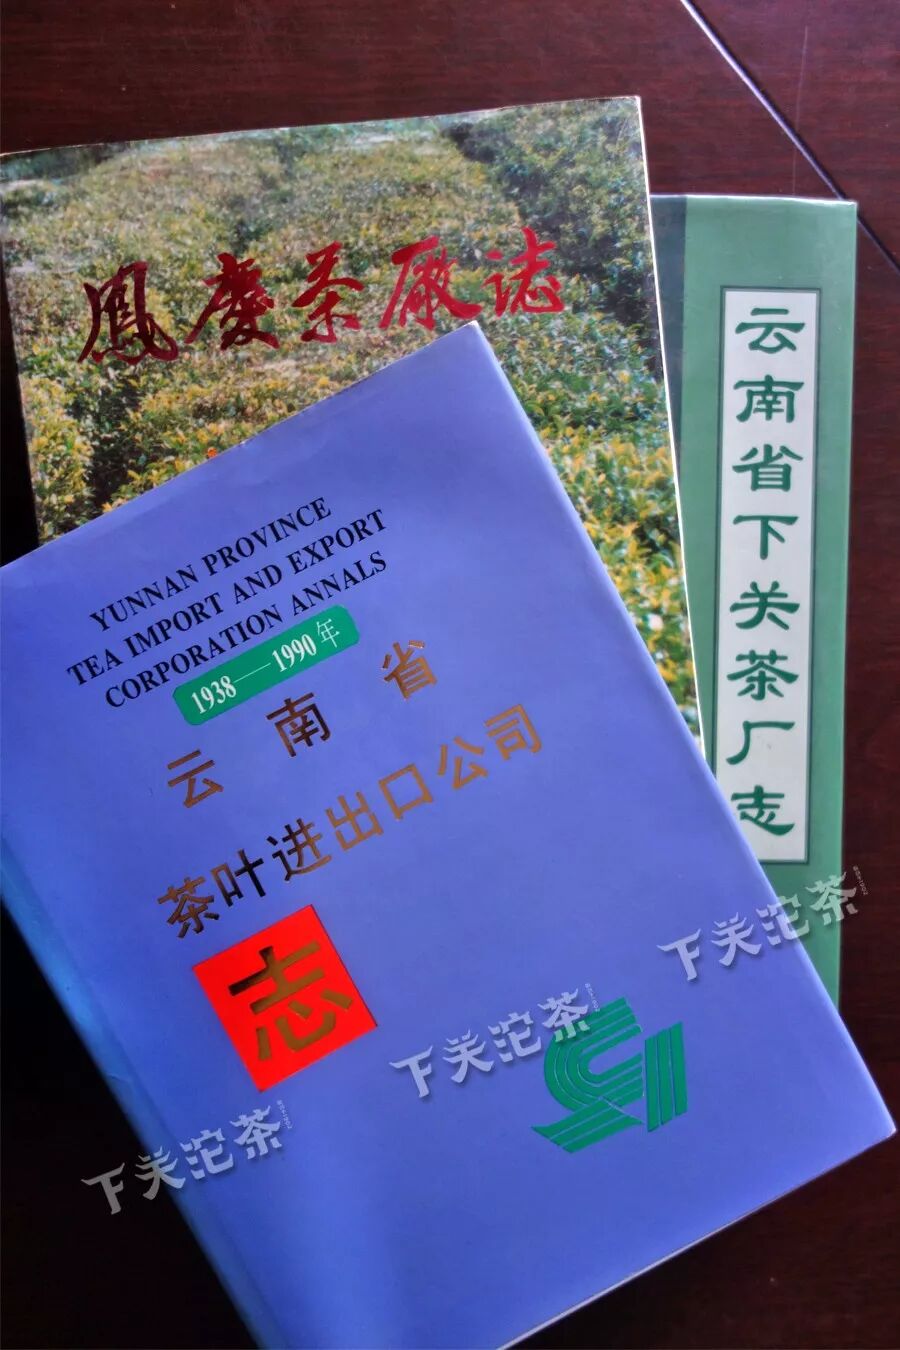 鳳慶茶廠誌
云南省下关茶厂志
YUNNAN PROVINCE
TEA IMPORT AND EXPORT
CORPORATION ANNALS
1938—1990年
云南省
茶叶进出口公司
志
下关沱茶
下关沱茶
下关沱茶